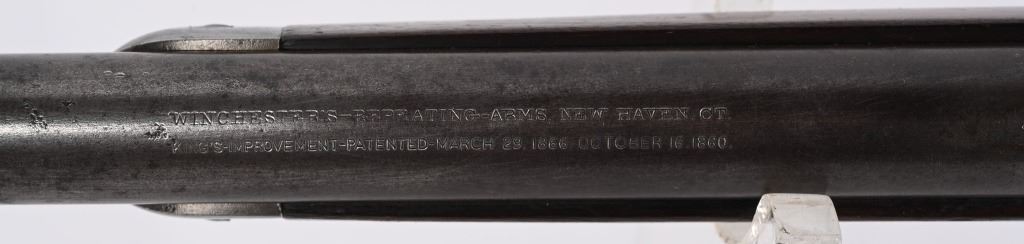 WINCHESTER'S-REPEATING-ARMS. NEW HAVEN. CT.
KING'S-IMPROVEMENT-PATENTED-MARCH 29. 1866. OCTOBER 16. 1860.